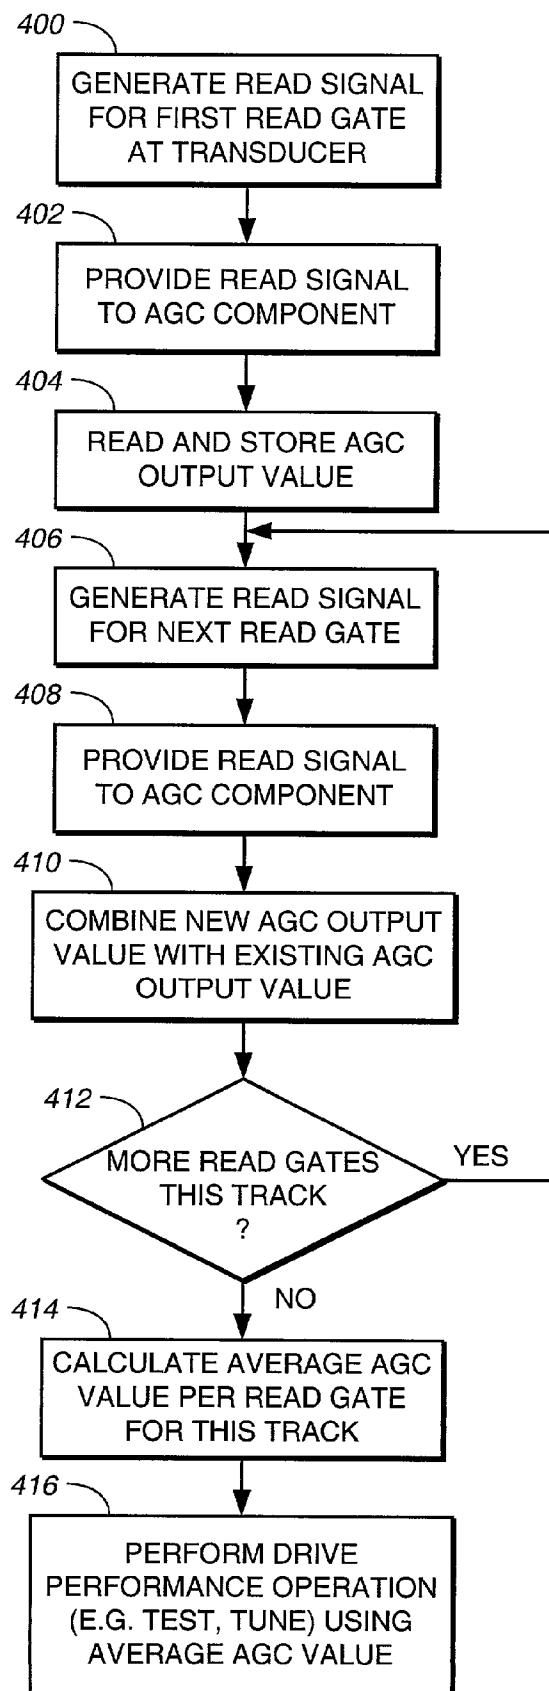 400
GENERATE READ SIGNAL
FOR FIRST READ GATE
AT TRANSDUCER
402
PROVIDE READ SIGNAL
TO AGC COMPONENT
404
READ AND STORE AGC
OUTPUT VALUE
406
GENERATE READ SIGNAL
FOR NEXT READ GATE
408
PROVIDE READ SIGNAL
TO AGC COMPONENT
410
COMBINE NEW AGC OUTPUT
VALUE WITH EXISTING AGC
OUTPUT VALUE
412
MORE READ GATES
THIS TRACK
?
YES
NO
414
CALCULATE AVERAGE AGC
VALUE PER READ GATE
FOR THIS TRACK
416
PERFORM DRIVE
PERFORMANCE OPERATION
(E.G. TEST, TUNE) USING
AVERAGE AGC VALUE